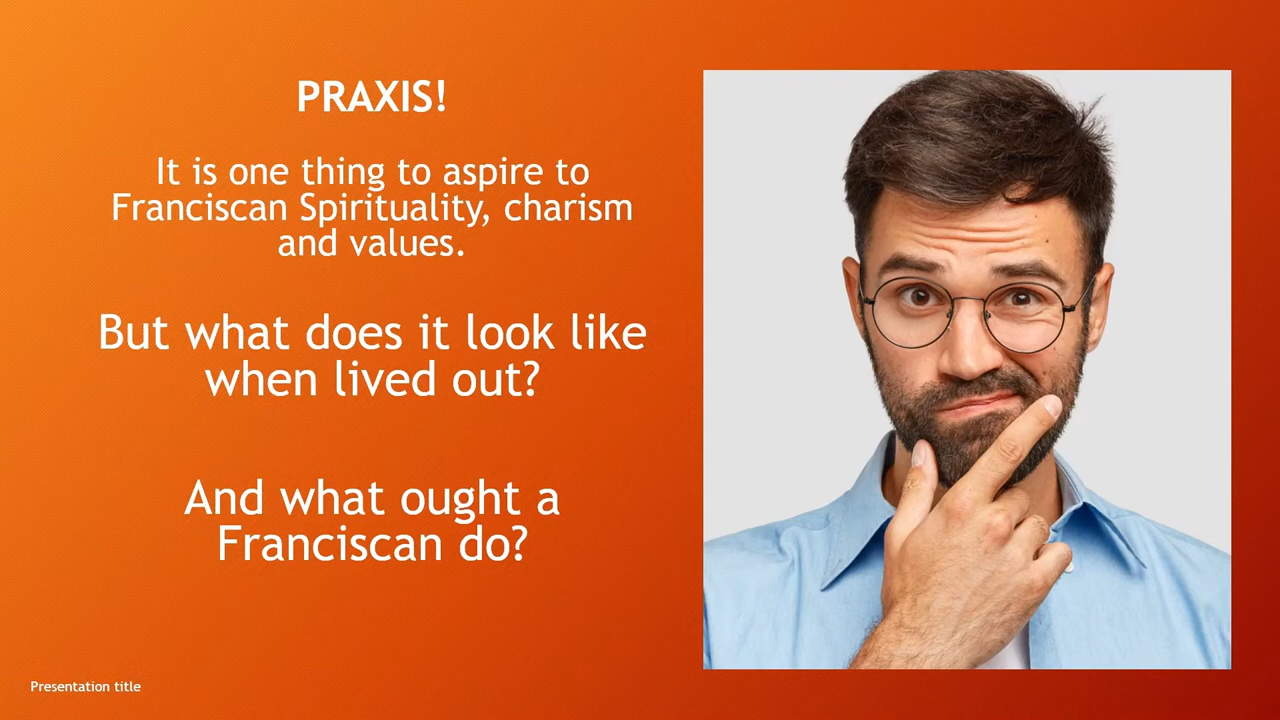 PRAXIS!
It is one thing to aspire to
Franciscan Spirituality, charism
and values.
But what does it look like
when lived out?
And what ought a
Franciscan do?
Presentation title